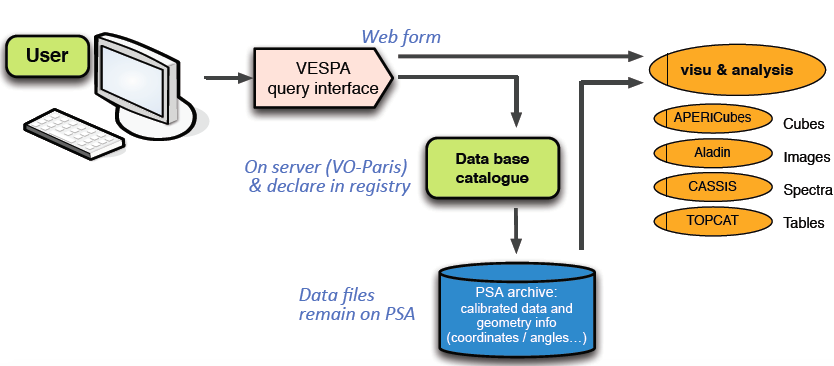 User
VESPA
query interface
Web form
visu & analysis
APERiCubes
Cubes
Aladin
Images
CASSIS
Spectra
TOPCAT
Tables
On server (VO-Paris)
& declare in registry
Data base
catalogue
Data files
remain on PSA
PSA archive:
calibrated data and
geometry info
(coordinates / angles…)